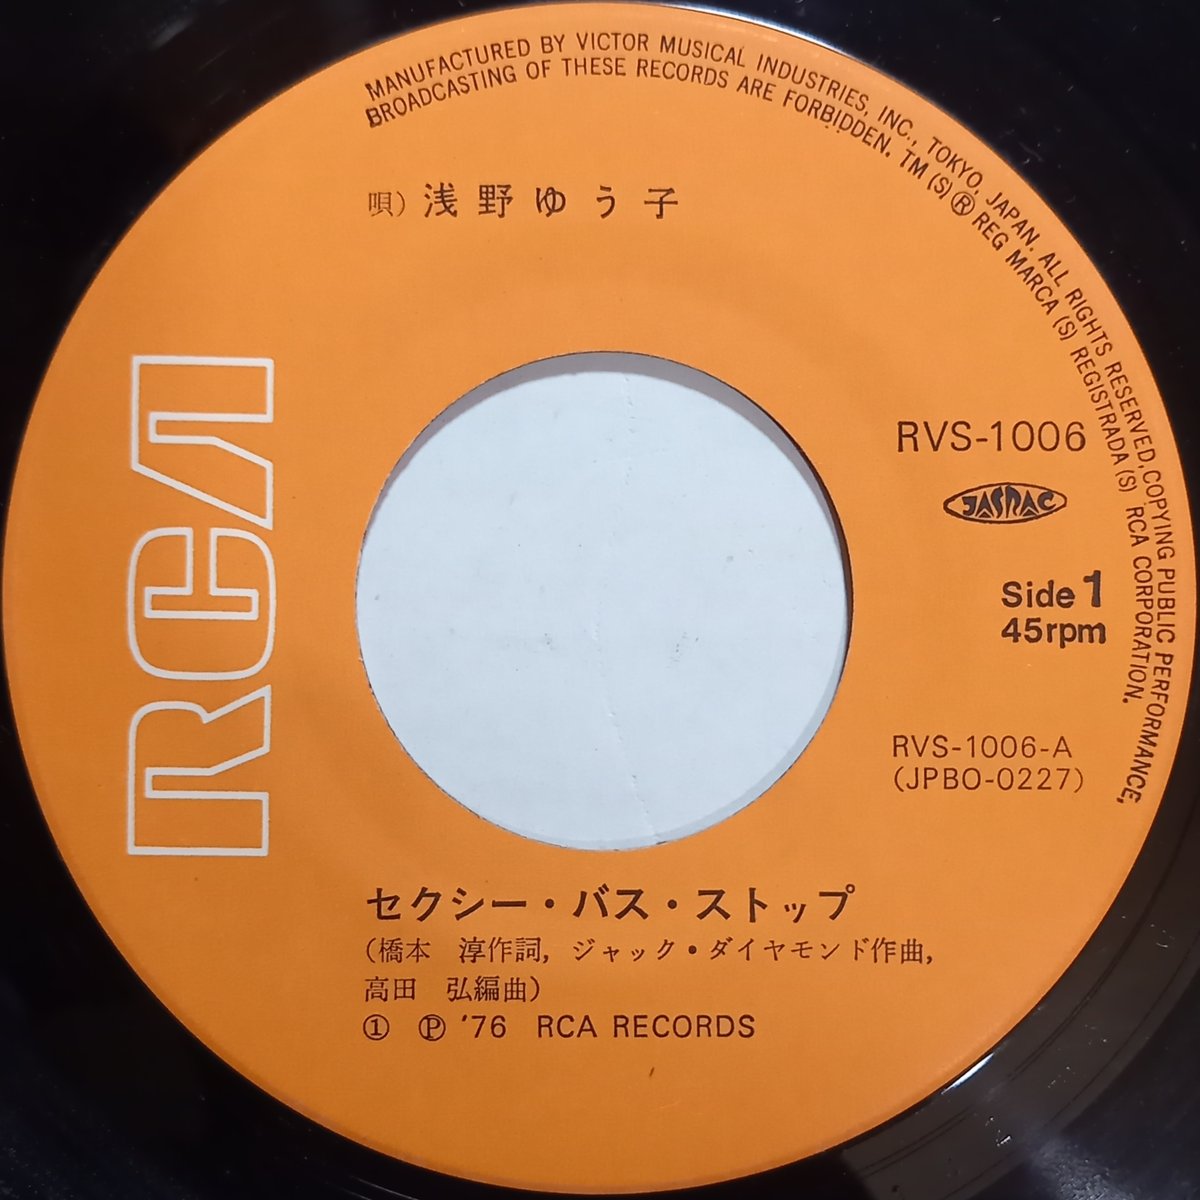 MANUFACTURED BY VICTOR MUSICAL INDUSTRIES, INC., TOKYO, JAPAN. ALL RIGHTS RESERVED, COPYING PUBLIC PERFORMANCE,
BROADCASTING OF THESE RECORDS ARE FORBIDDEN. TM (S) ® REG MARCA (S) REGISTRADA (S) RCA CORPORATION.
唄) 浅野ゆう子
RCA
RVS-1006
JASRAC
Side 1
45rpm
RVS-1006-A
(JPBO-0227)
セクシー・バス・ストップ
(橋本 淳作詞, ジャック・ダイヤモンド作曲,
高田 弘編曲)
① Ⓟ '76 RCA RECORDS